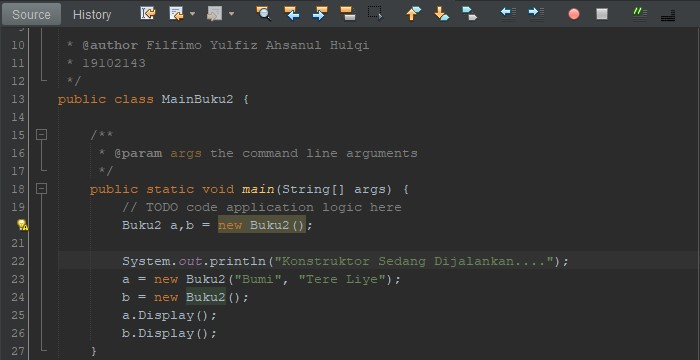 Source History
10 * @author Filfimo Yulfiz Ahsanul Hulqi
11 * 19102143
12 */
13 public class MainBuku2 {
14
15 /**
16 * @param args the command line arguments
17 */
18 public static void main(String[] args) {
19 // TODO code application logic here
Buku2 a,b = new Buku2();
21
22 System.out.println("Konstruktor Sedang Dijalankan....");
23 a = new Buku2("Bumi", "Tere Liye");
24 b = new Buku2();
25 a.Display();
26 b.Display();
27 }